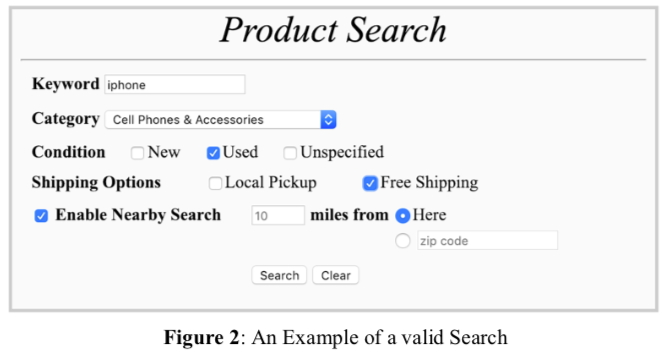 Product Search
Keyword iphone
Category Cell Phones & Accessories
Condition New Used Unspecified
Shipping Options Local Pickup Free Shipping
Enable Nearby Search 10 miles from Here
zip code
Search Clear
Figure 2: An Example of a valid Search